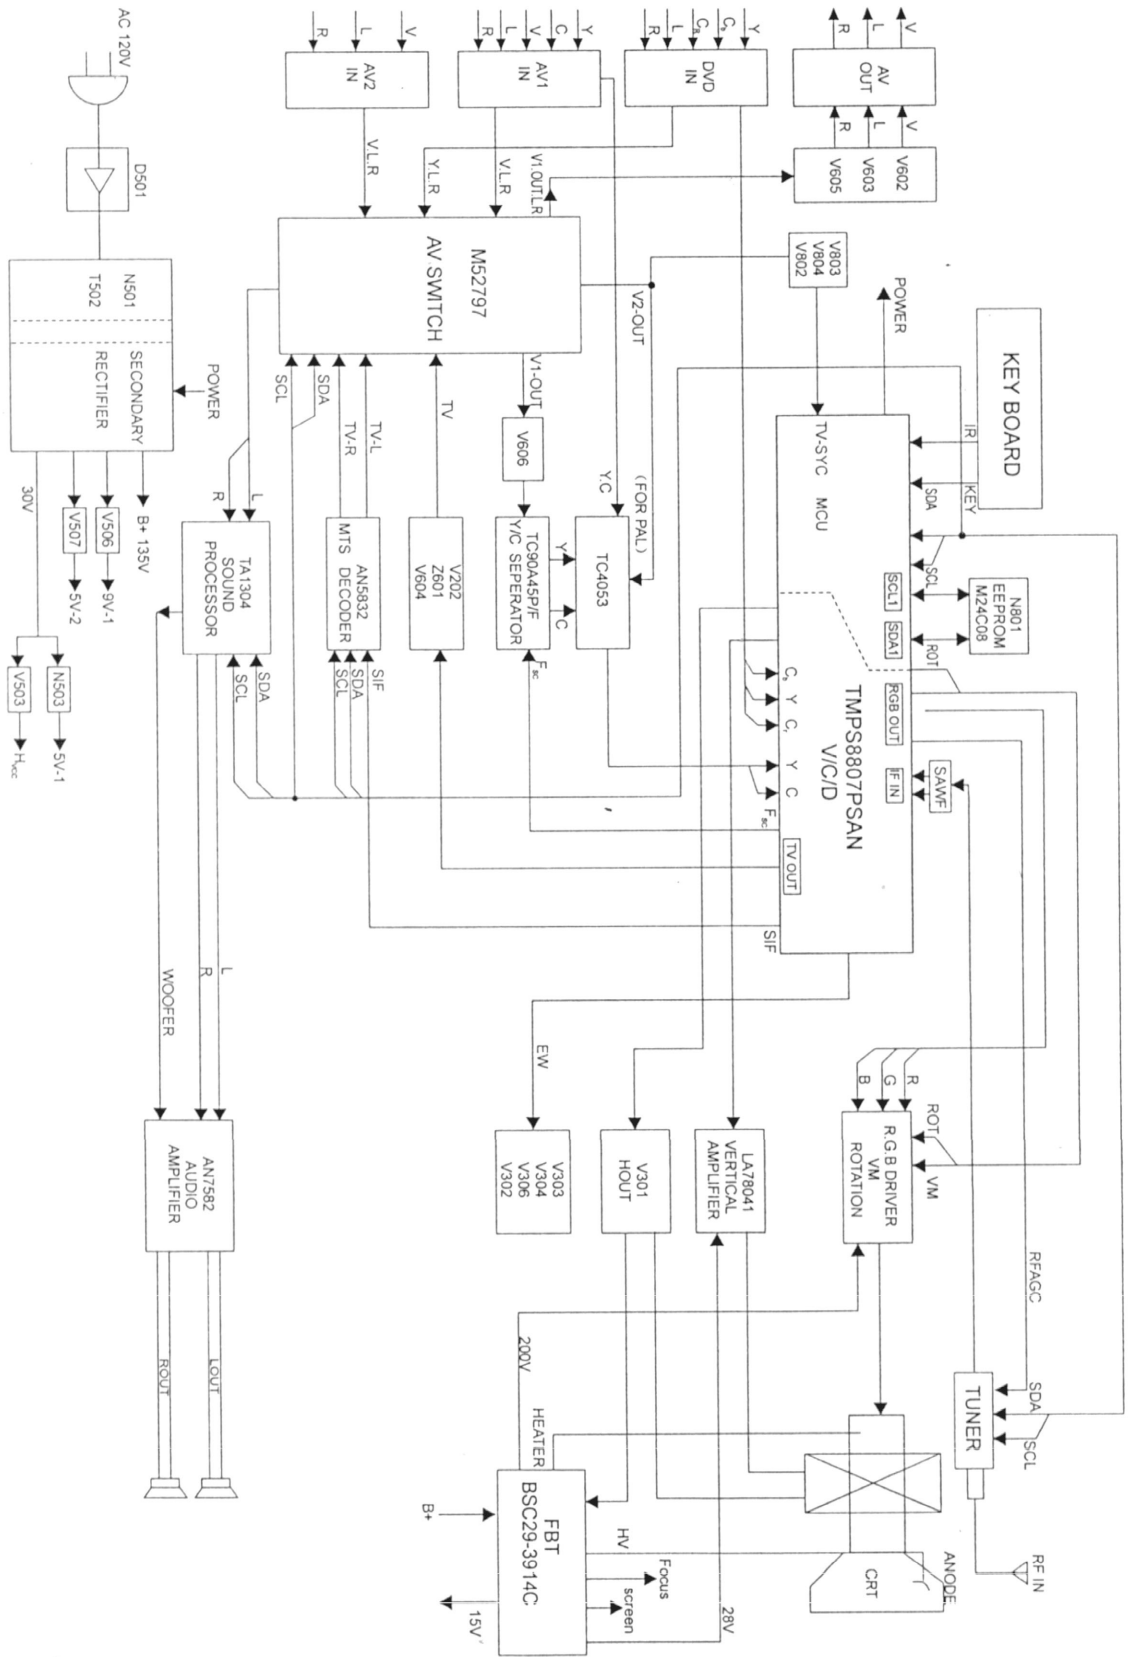 AC 120V
D501
N501
T502
SECONDARY
RECTIFIER
POWER
B+ 135V
V506
9V-1
V507
5V-2
30V
N503
5V-1
V503
HVCC
R
L
V
AV2
IN
V.L.R
R
L
V
C
Y
AV1
IN
V.L.R
R
L
CR
CB
Y
DVD
IN
Y.L.R
R
L
V
AV
OUT
R
L
V
V602
V603
V605
V1.OUT.L.R
M52797
AV.SWITCH
V2-OUT
V1-OUT
TV
TV-L
TV-R
SDA
SCL
V803
V804
V802
POWER
KEY BOARD
IR
KEY
SDA
SCL
TV-SYC
MCU
SCL1
SDA1
N801
EEPROM
M24C08
ROT
RGB OUT
IF IN
SAWF
TMPS8807PSAN
V/C/D
CB
Y
Cr
Y
C
FSC
TV OUT
SIF
V606
Y.C
(FOR PAL)
TC4053
Y
C
TC90A45P/F
Y/C SEPERATOR
FSC
V202
Z601
V604
AN5832
MTS DECODER
SIF
SDA
SCL
L
R
TA1304
SOUND
PROCESSOR
SDA
SCL
L
R
WOOFER
AN7582
AUDIO
AMPLIFIER
LOUT
ROUT
EW
V303
V304
V306
V302
V301
HOUT
LA78041
VERTICAL
AMPLIFIER
R
G
B
ROT
VM
R.G.B DRIVER
VM
ROTATION
RFAGC
SDA
SCL
TUNER
RF IN
ANODE
CRT
200V
HEATER
FBT
BSC29-3914C
B+
15V
HV
Focus
screen
28V